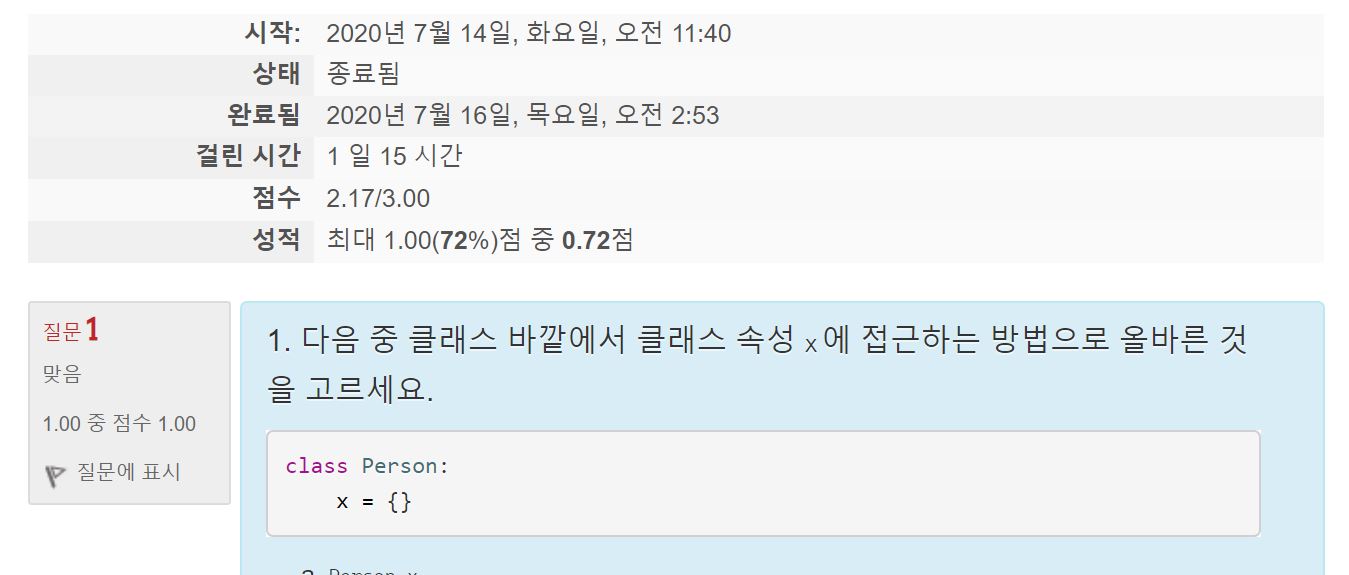 시작: 2020년 7월 14일, 화요일, 오전 11:40
상태 종료됨
완료됨 2020년 7월 16일, 목요일, 오전 2:53
걸린 시간 1 일 15 시간
점수 2.17/3.00
성적 최대 1.00(72%)점 중 0.72점
질문 1
맞음
1.00 중 점수 1.00
질문에 표시
1. 다음 중 클래스 바깥에서 클래스 속성 x에 접근하는 방법으로 올바른 것
을 고르세요.
class Person:
x = {}